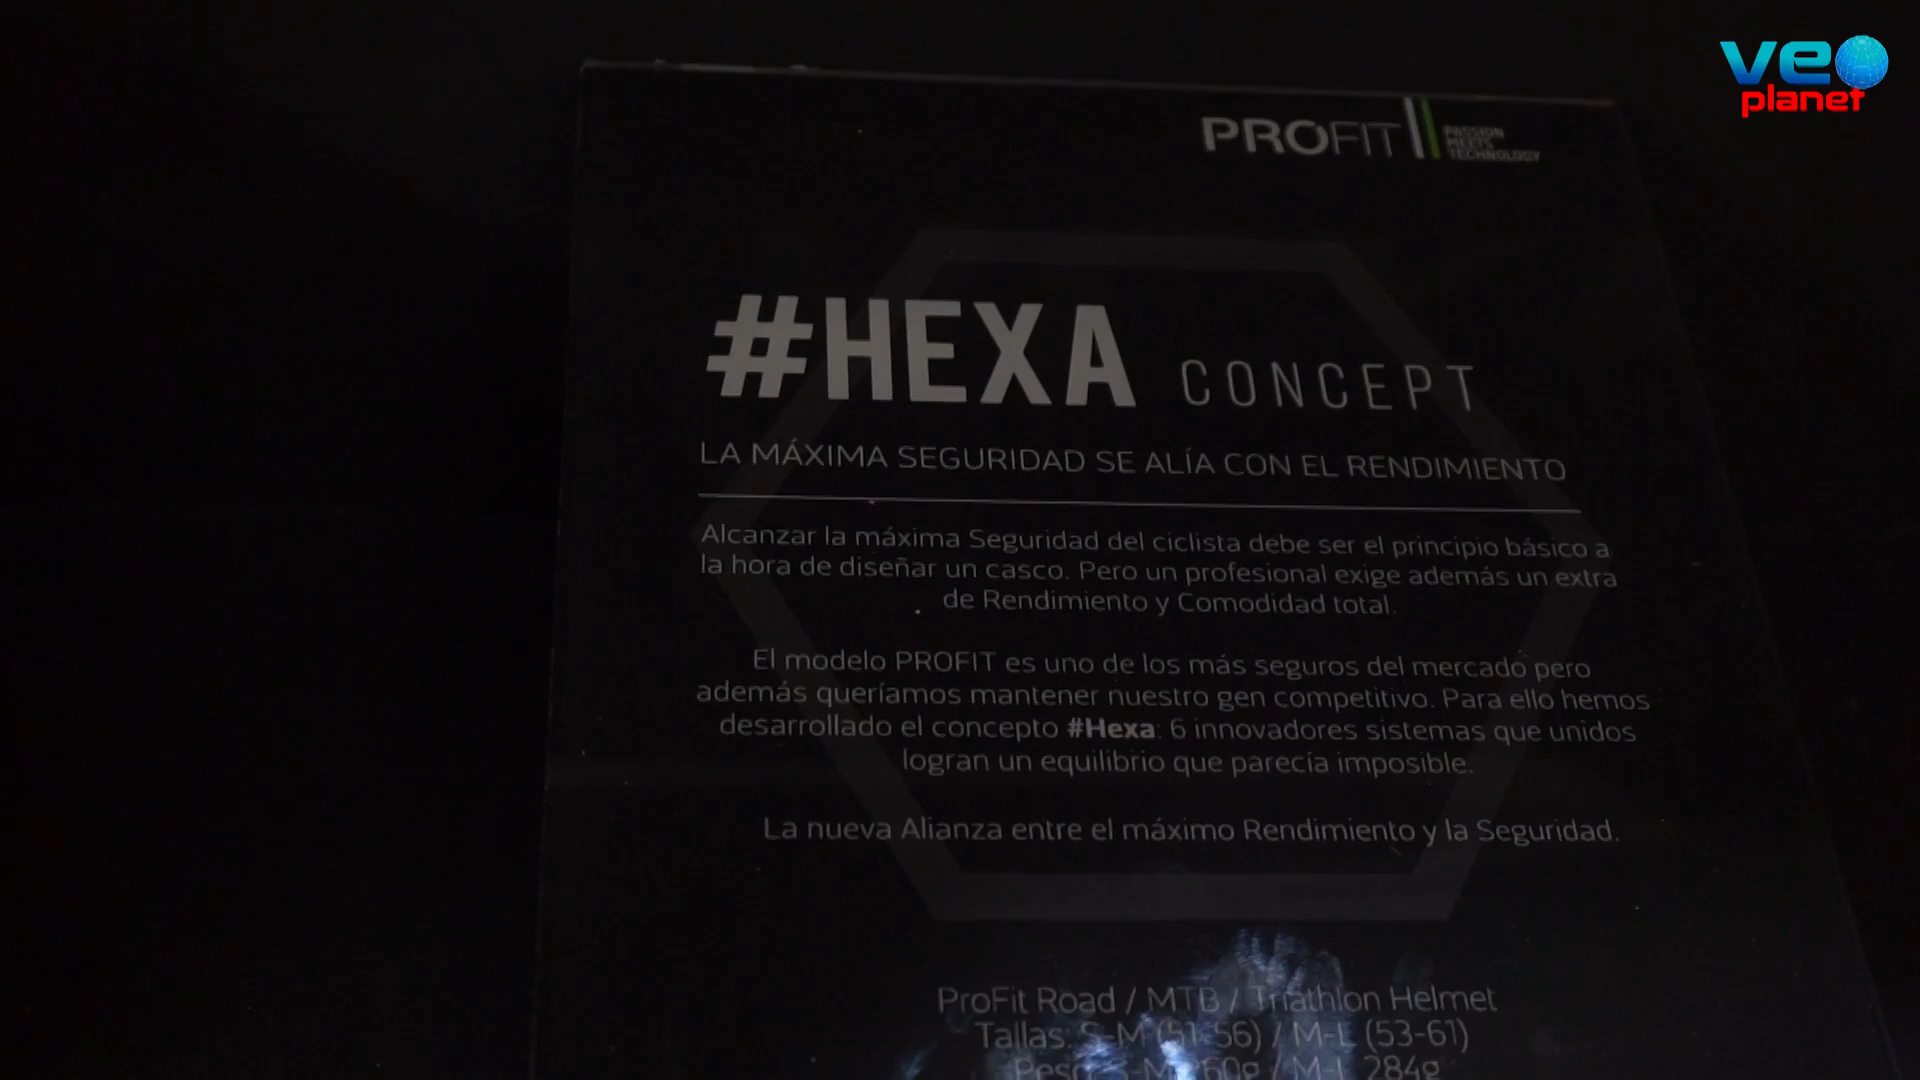 veo
planet
PROFIT
PASSION
MEETS
TECHNOLOGY
#HEXA CONCEPT
LA MÁXIMA SEGURIDAD SE ALÍA CON EL RENDIMIENTO
Alcanzar la máxima Seguridad del ciclista debe ser el principio básico a
la hora de diseñar un casco. Pero un profesional exige además un extra
de Rendimiento y Comodidad total.
El modelo PROFIT es uno de los más seguros del mercado pero
además queríamos mantener nuestro gen competitivo. Para ello hemos
desarrollado el concepto #Hexa: 6 innovadores sistemas que unidos
logran un equilibrio que parecía imposible.
La nueva Alianza entre el máximo Rendimiento y la Seguridad.
ProFit Road / MTB / Triathlon Helmet
Tallas: S-M (51-56) / M-L (53-61)
Peso: S-M / M-L 284g